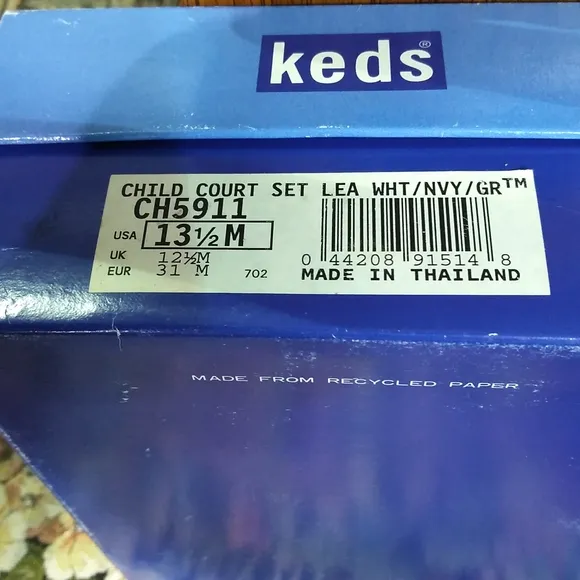 keds®
CHILD COURT SET LEA WHT/NVY/GR™
CH5911
USA 13½ M
UK 12½M
EUR 31 M 702
0 44208 91514 8
MADE IN THAILAND
MADE FROM RECYCLED PAPER